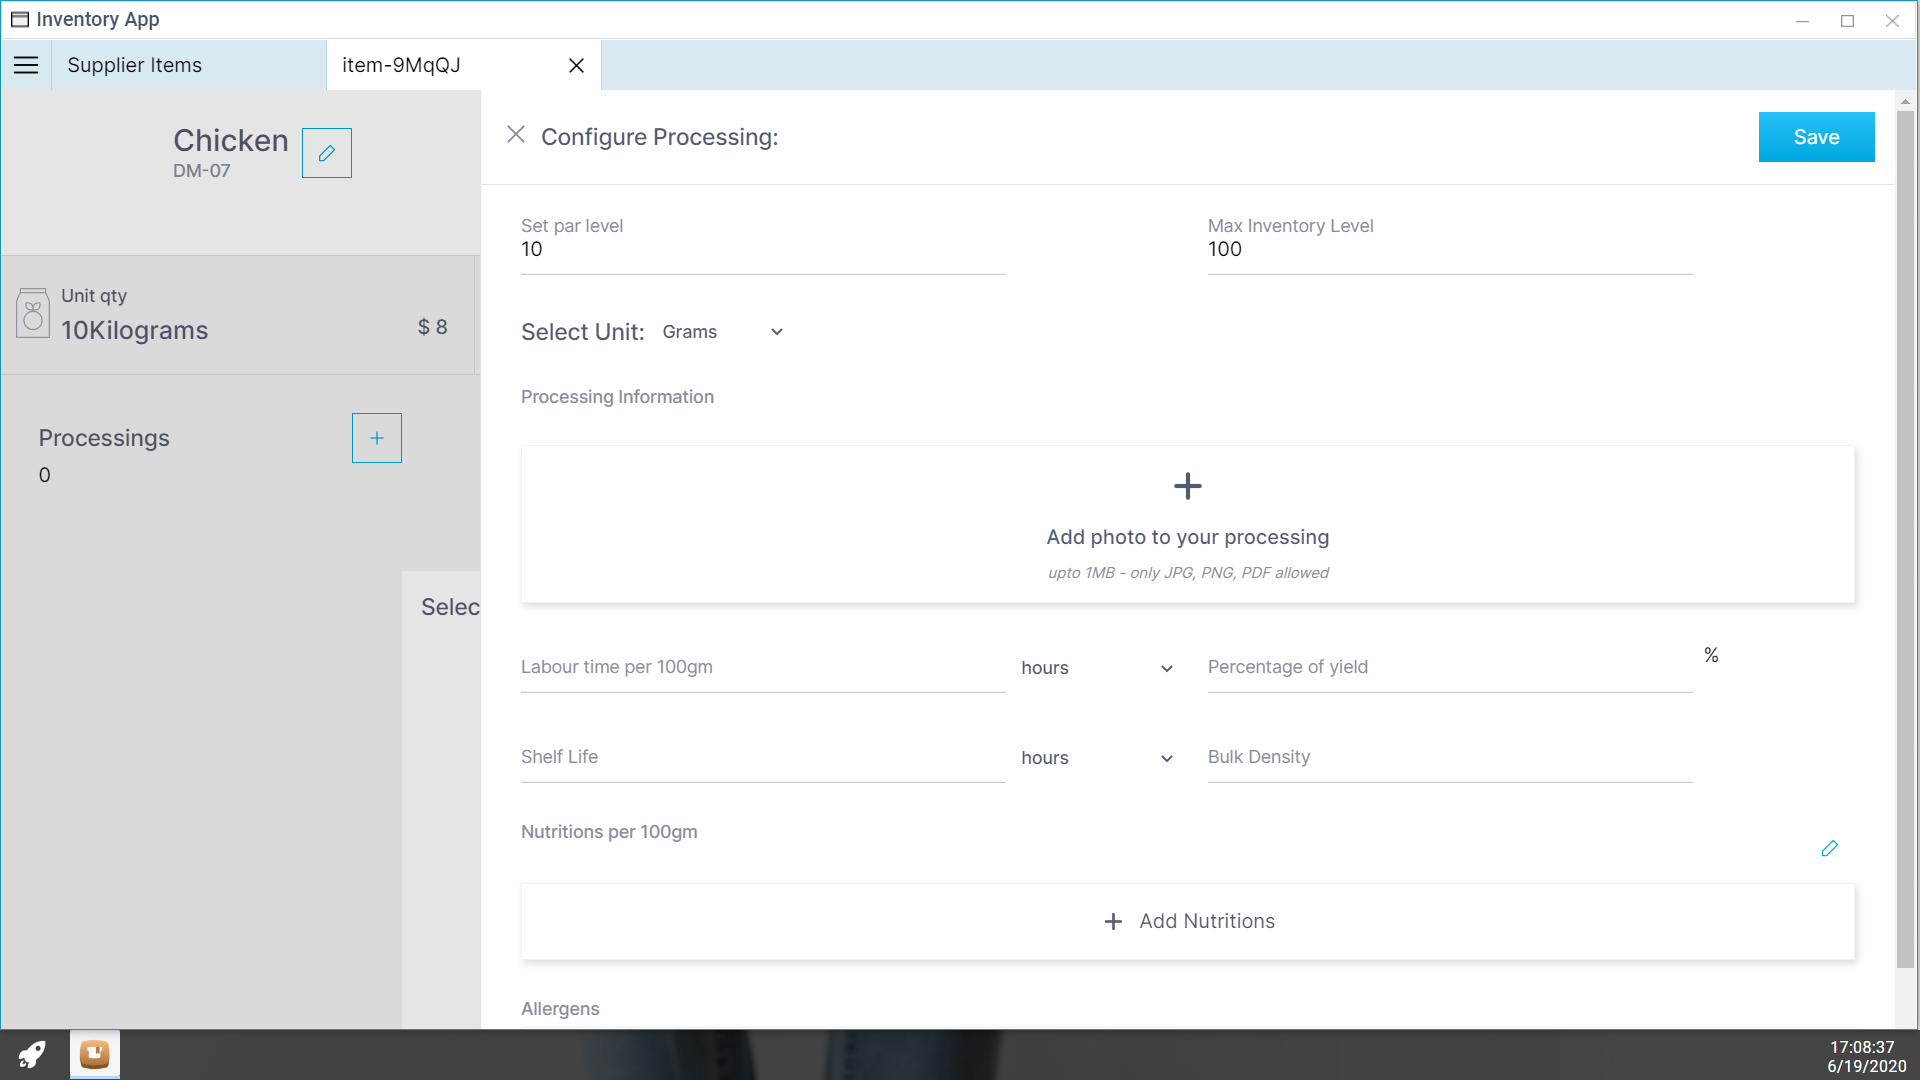 Inventory App
Supplier Items
item-9MqQJ
Chicken
DM-07
Configure Processing:
Save
Set par level
10
Max Inventory Level
100
Unit qty
10Kilograms
$ 8
Select Unit:
Grams
Processing Information
Processings
0
Add photo to your processing
upto 1MB - only JPG, PNG, PDF allowed
Selec
Labour time per 100gm
hours
Percentage of yield
%
Shelf Life
hours
Bulk Density
Nutritions per 100gm
Add Nutritions
Allergens
17:08:37
6/19/2020